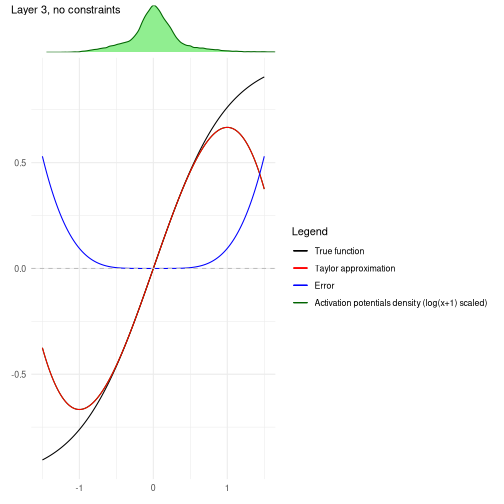 Layer 3, no constraints
0.5
0.0
-0.5
-1
0
1
Legend
True function
Taylor approximation
Error
Activation potentials density (log(x+1) scaled)